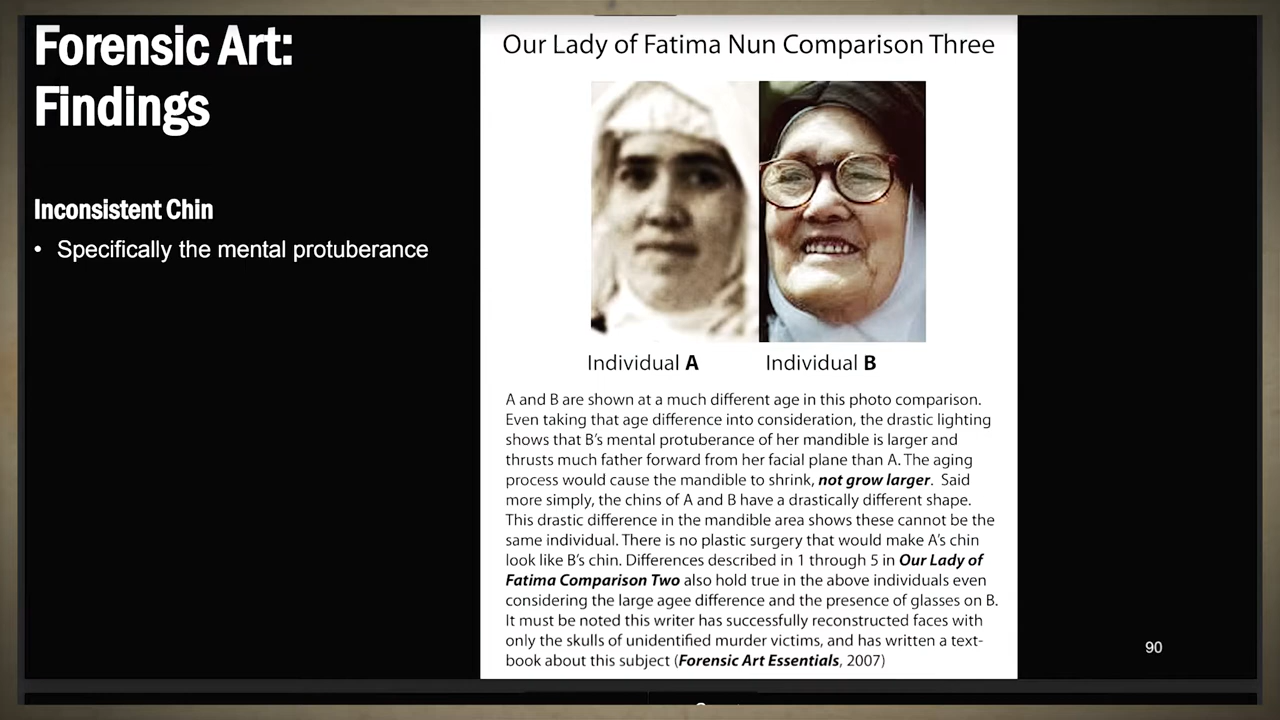 Forensic Art:
Findings
Inconsistent Chin
• Specifically the mental protuberance
Our Lady of Fatima Nun Comparison Three
Individual A
Individual B
A and B are shown at a much different age in this photo comparison.
Even taking that age difference into consideration, the drastic lighting
shows that B's mental protuberance of her mandible is larger and
thrusts much father forward from her facial plane than A. The aging
process would cause the mandible to shrink, not grow larger. Said
more simply, the chins of A and B have a drastically different shape.
This drastic difference in the mandible area shows these cannot be the
same individual. There is no plastic surgery that would make A's chin
look like B's chin. Differences described in 1 through 5 in Our Lady of
Fatima Comparison Two also hold true in the above individuals even
considering the large agee difference and the presence of glasses on B.
It must be noted this writer has successfully reconstructed faces with
only the skulls of unidentified murder victims, and has written a text-
book about this subject (Forensic Art Essentials, 2007)
90